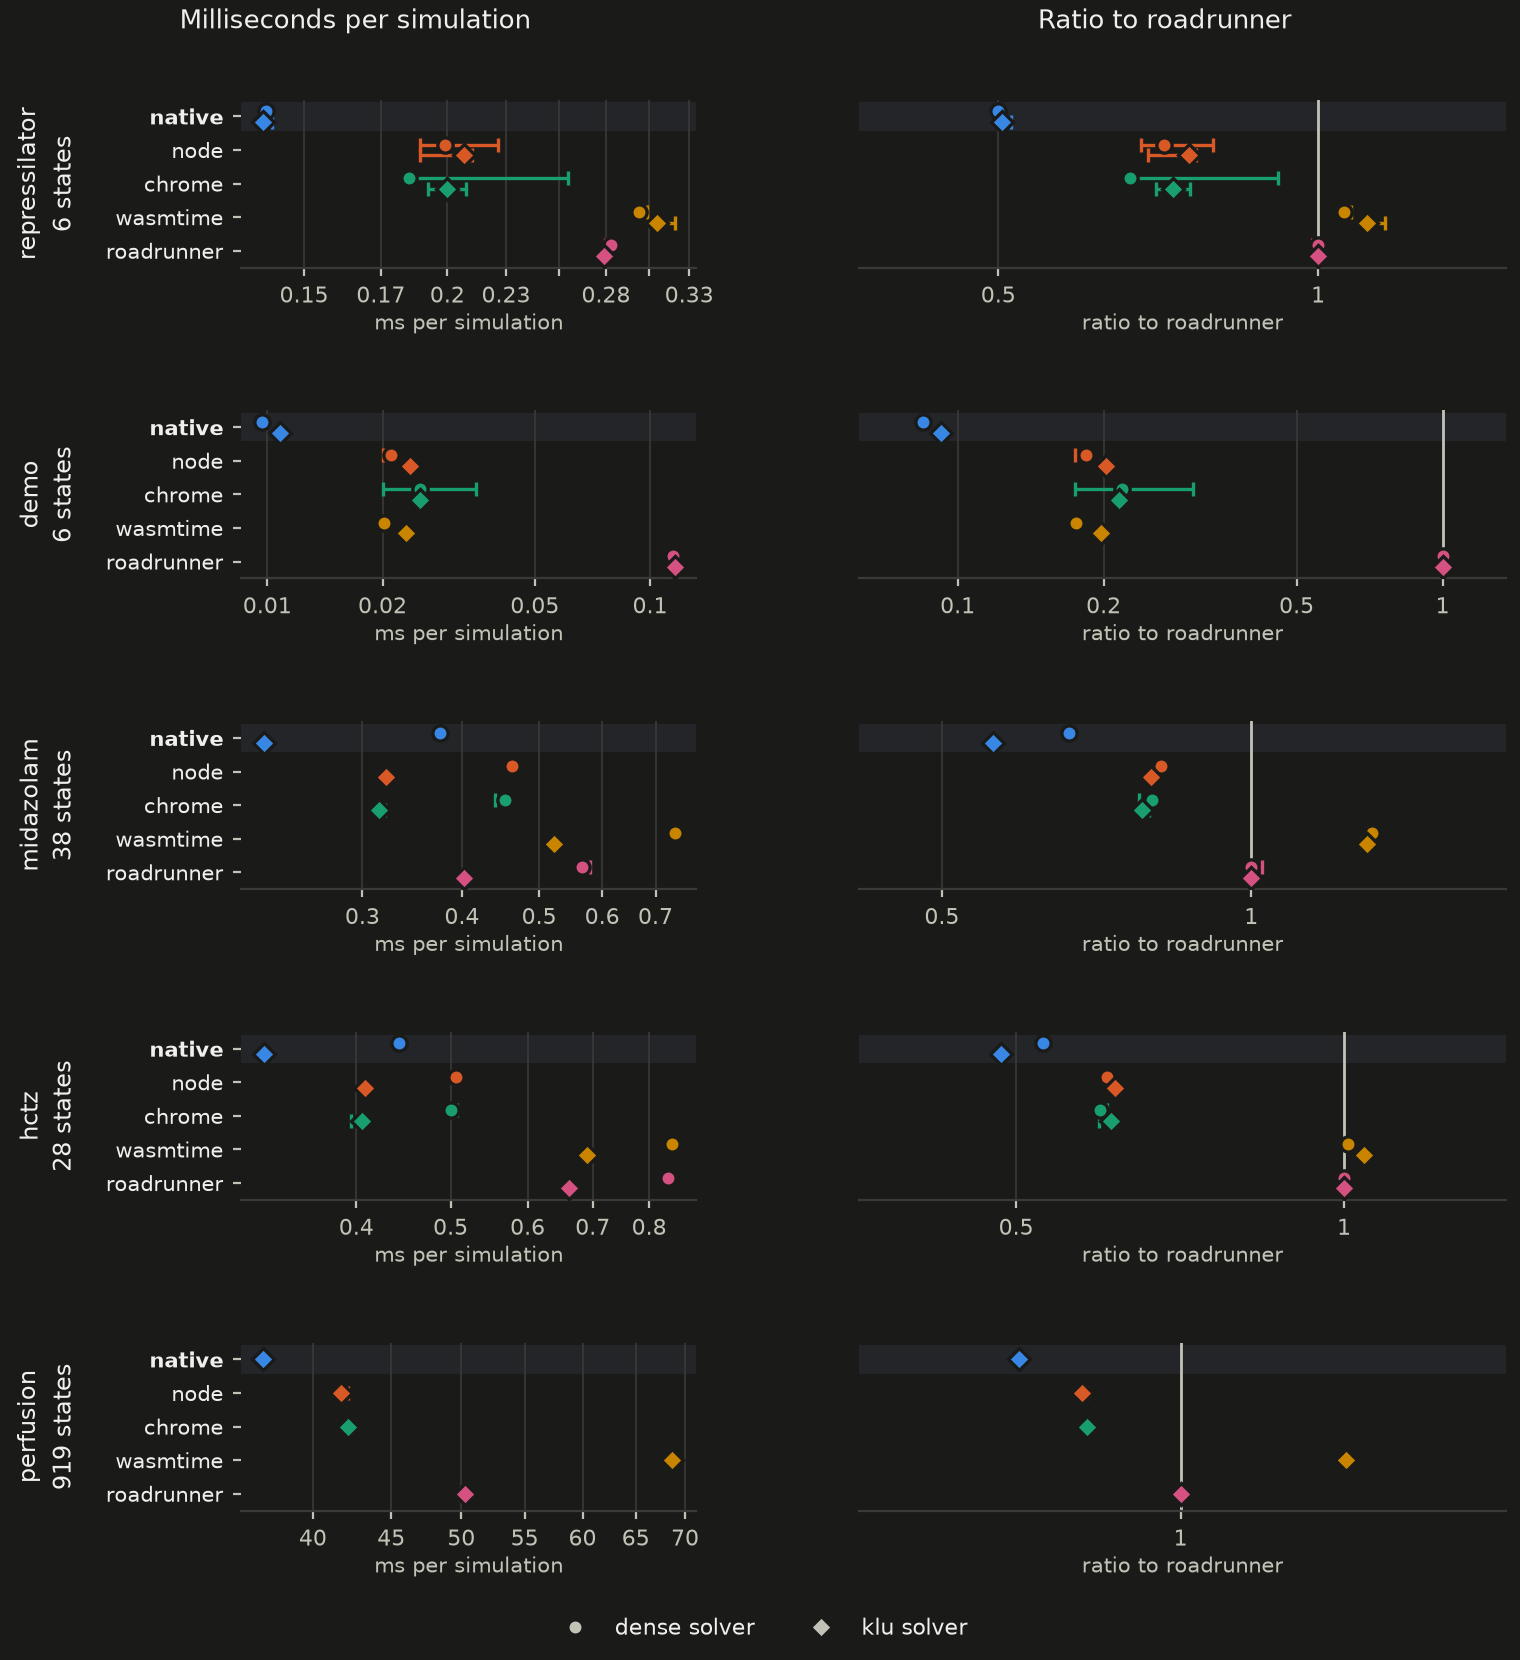 Milliseconds per simulation
Ratio to roadrunner
repressilator
6 states
native
node
chrome
wasmtime
roadrunner
0.15 0.17 0.2 0.23 0.28 0.33
ms per simulation
0.5 1
ratio to roadrunner
demo
6 states
native
node
chrome
wasmtime
roadrunner
0.01 0.02 0.05 0.1
ms per simulation
0.1 0.2 0.5 1
ratio to roadrunner
midazolam
38 states
native
node
chrome
wasmtime
roadrunner
0.3 0.4 0.5 0.6 0.7
ms per simulation
0.5 1
ratio to roadrunner
hctz
28 states
native
node
chrome
wasmtime
roadrunner
0.4 0.5 0.6 0.7 0.8
ms per simulation
0.5 1
ratio to roadrunner
perfusion
919 states
native
node
chrome
wasmtime
roadrunner
40 45 50 55 60 65 70
ms per simulation
1
ratio to roadrunner
dense solver
klu solver